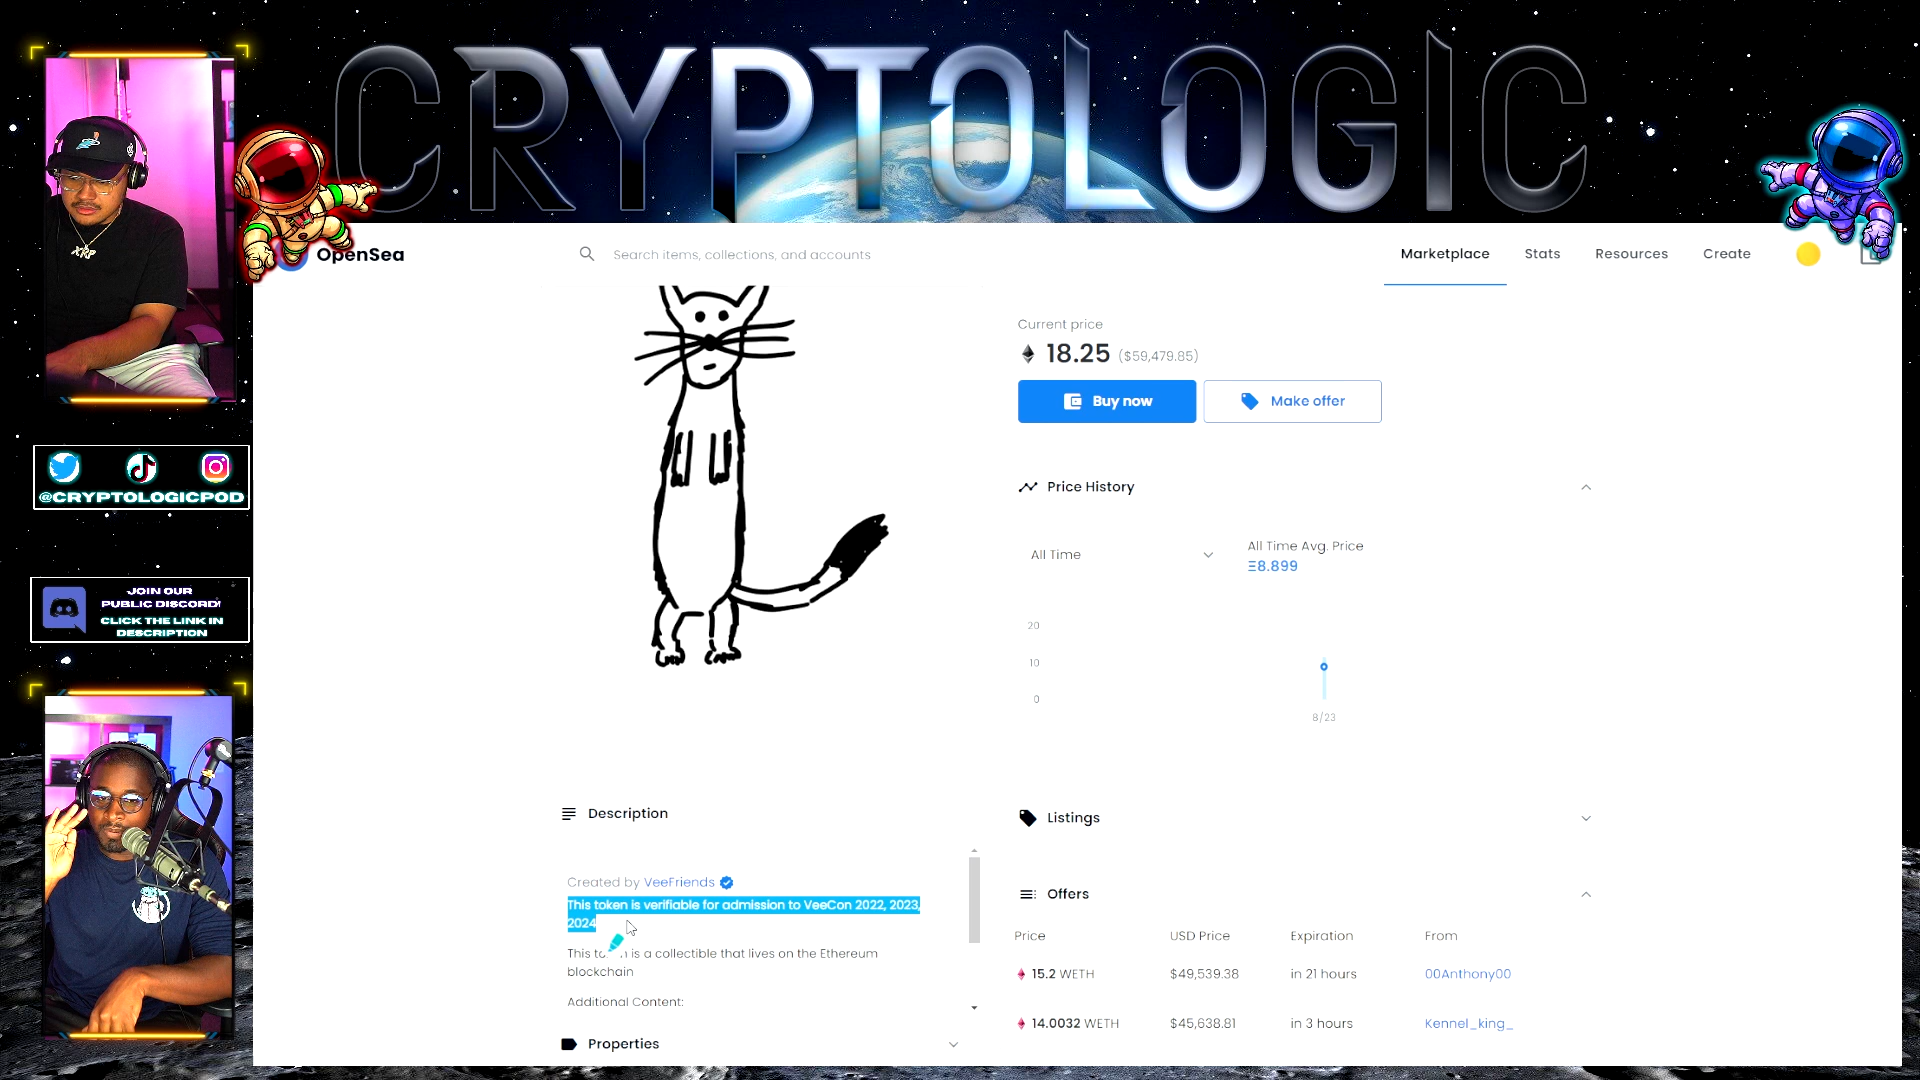 CRYPTOLOGIC
XRP
OpenSea
Search items, collections, and accounts
Marketplace
Stats
Resources
Create
Current price
18.25 ($59,479.85)
Buy now
Make offer
@CRYPTOLOGICPOD
Price History
All Time
All Time Avg. Price
Ξ8.899
20
10
0
8/23
JOIN OUR
PUBLIC DISCORD!
CLICK THE LINK IN
DESCRIPTION
Description
Created by VeeFriends
This token is verifiable for admission to VeeCon 2022, 2023,
2024
This is a collectible that lives on the Ethereum
blockchain
Additional Content:
Properties
Listings
Offers
Price USD Price Expiration From
15.2 WETH $49,539.38 in 21 hours 00Anthony00
14.0032 WETH $45,638.81 in 3 hours Kennel_king_